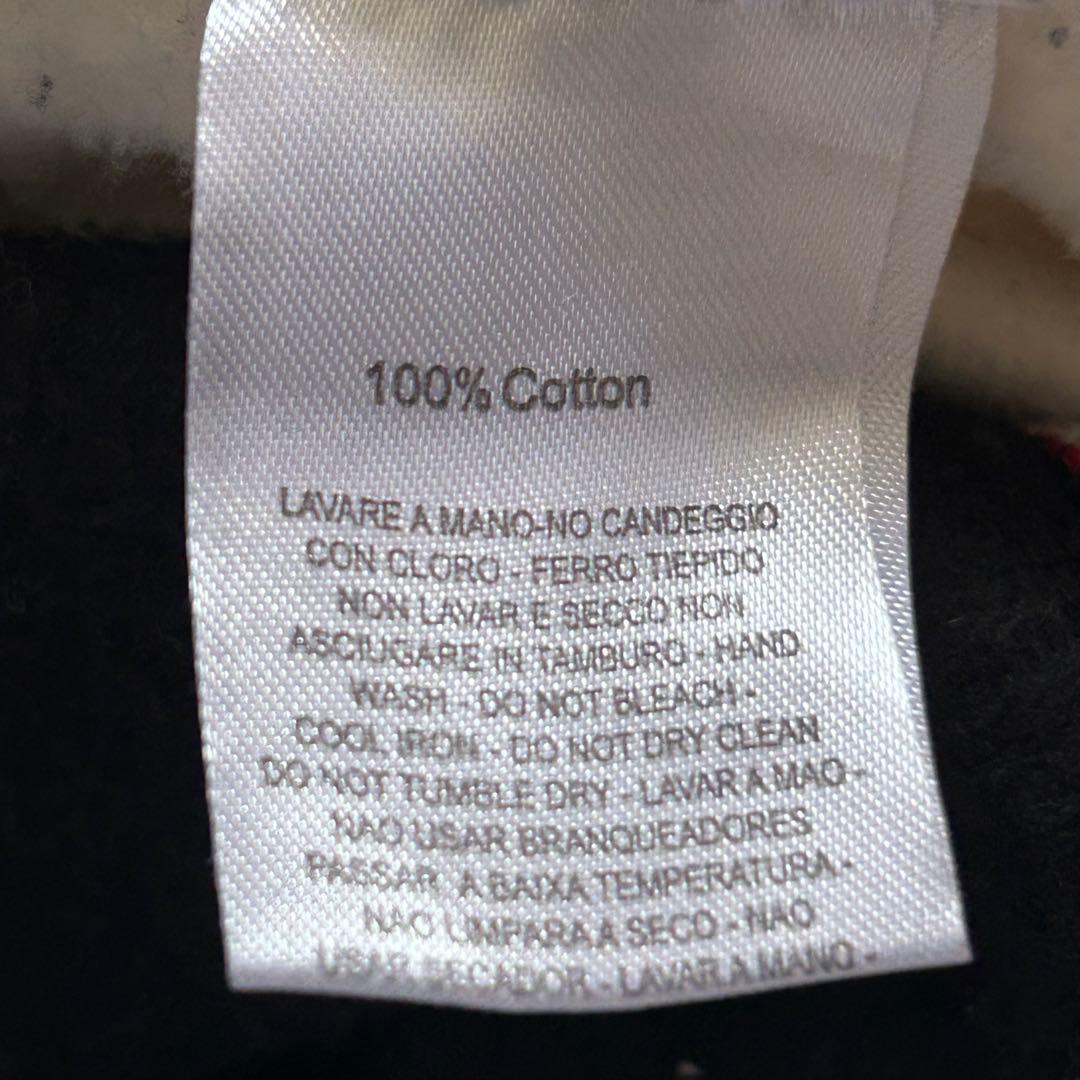 100% Cotton
LAVARE A MANO-NO CANDEGGIO
CON CLORO - FERRO TIEPIDO
NON LAVAR E SECCO NON
ASCIUGARE IN TAMBURO - HAND
WASH - DO NOT BLEACH -
COOL IRON - DO NOT DRY CLEAN
DO NOT TUMBLE DRY - LAVAR A MAO -
NAO USAR BRANQUEADORES
PASSAR A BAIXA TEMPERATURA -
NAO LIMPARA A SECO - NAO
USAR SECADOR - LAVAR A MANO -